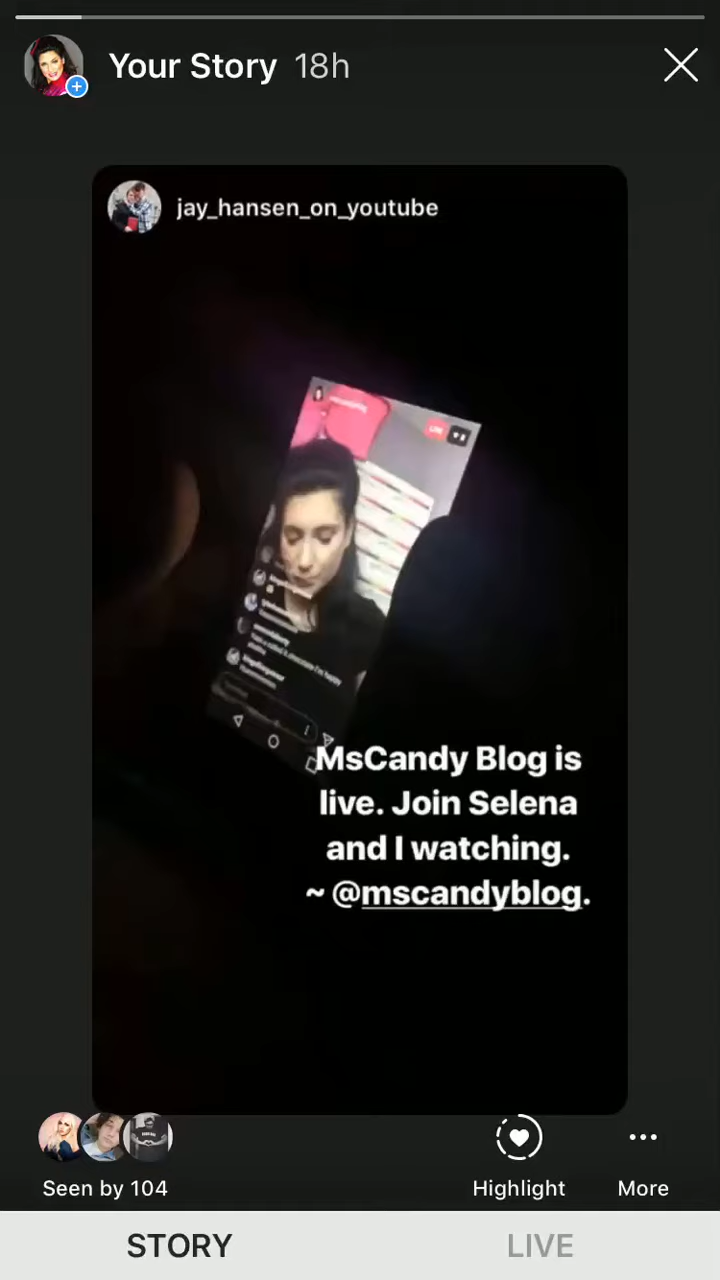 Your Story 18h
jay_hansen_on_youtube
LIVE
MsCandy Blog is
live. Join Selena
and I watching.
~ @mscandyblog.
Seen by 104
Highlight
More
STORY
LIVE